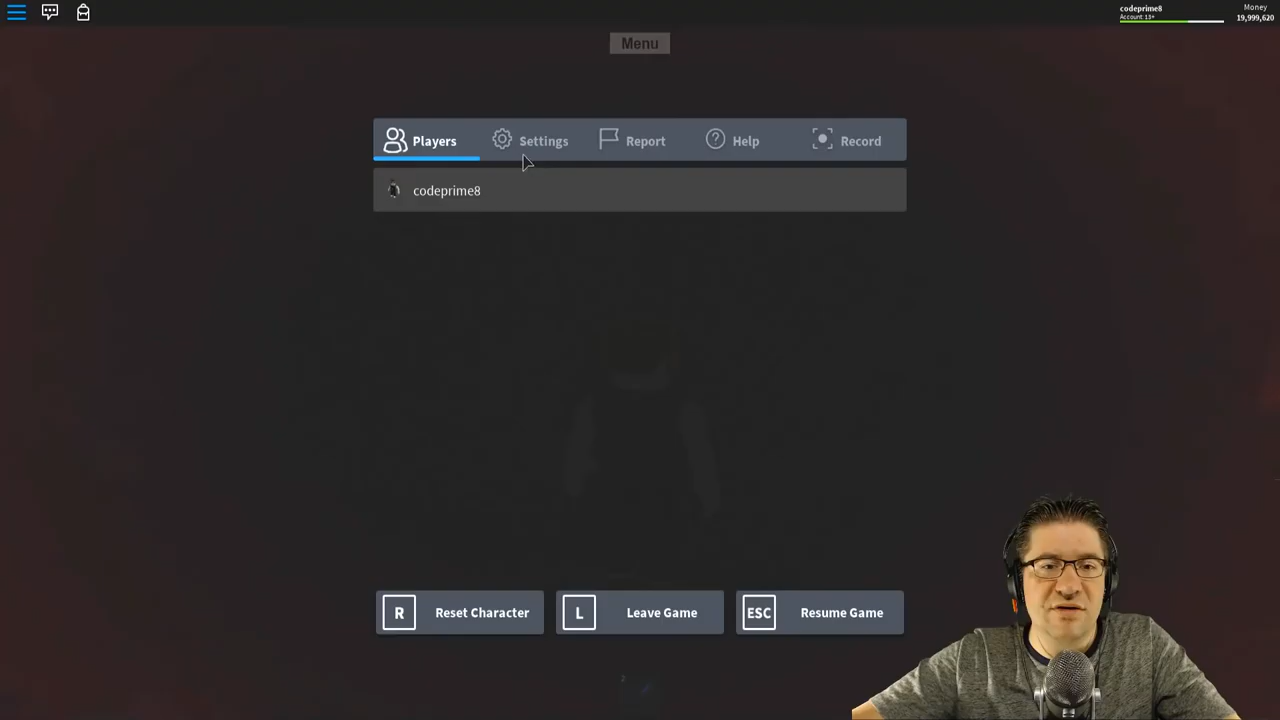 codeprime8
Account: 13+
Money
19,999,620
Menu
Players
Settings
Report
Help
Record
codeprime8
R
Reset Character
L
Leave Game
ESC
Resume Game
2